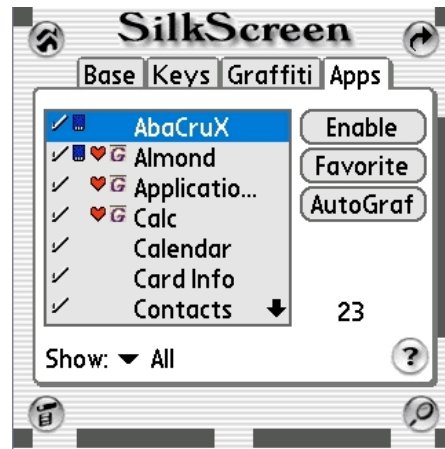 SilkScreen
Base Keys Graffiti Apps
AbaCruX
Almond
Applicatio...
Calc
Calendar
Card Info
Contacts
Enable
Favorite
AutoGraf
23
Show: All
?